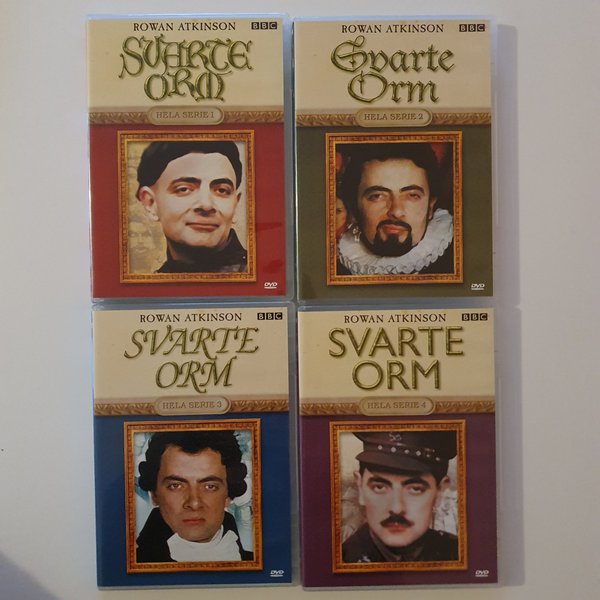 ROWAN ATKINSON BBC
SVARTE
ORM
HELA SERIE 1
DVD
ROWAN ATKINSON BBC
Svarte
Orm
HELA SERIE 2
DVD
ROWAN ATKINSON BBC
SVARTE
ORM
HELA SERIE 3
DVD
ROWAN ATKINSON BBC
SVARTE
ORM
HELA SERIE 4
DVD